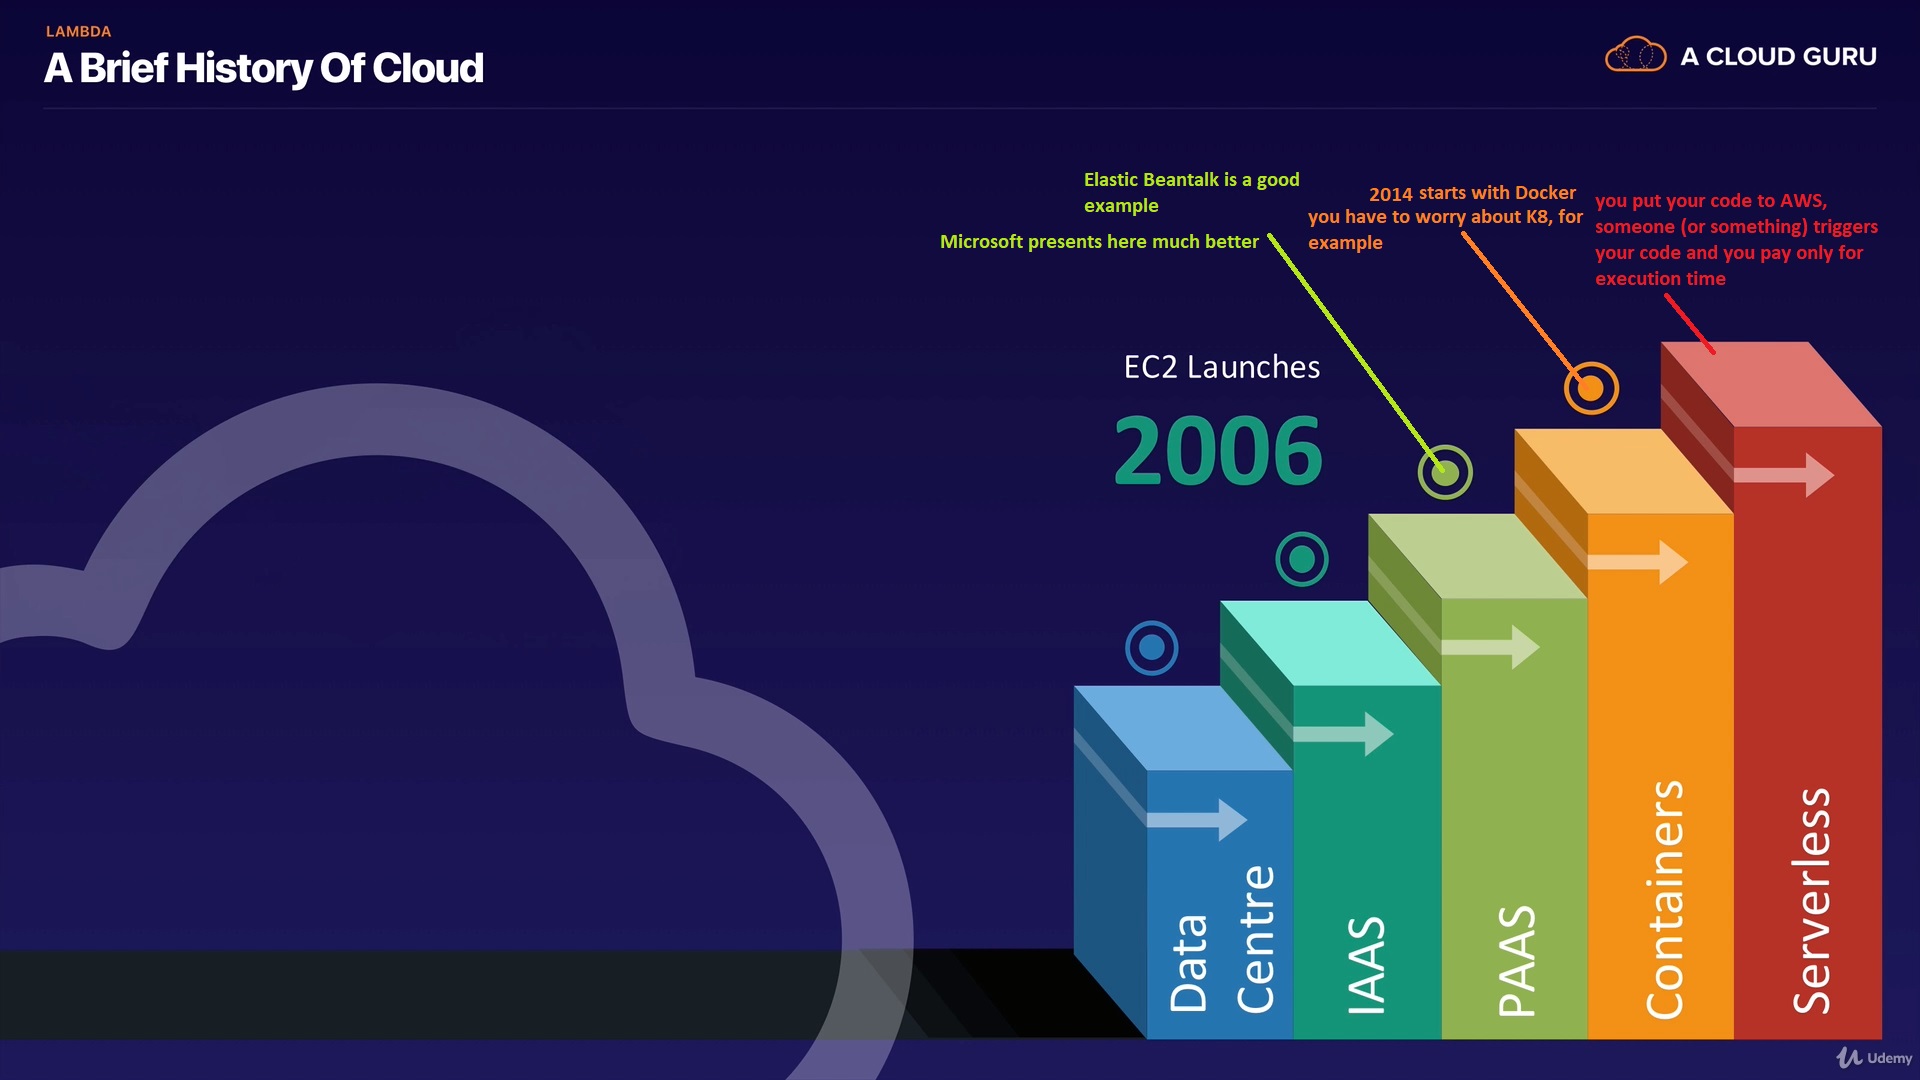 LAMBDA
A Brief History Of Cloud
A CLOUD GURU
Elastic Beantalk is a good
example
Microsoft presents here much better
2014 starts with Docker
you have to worry about K8, for
example
you put your code to AWS,
someone (or something) triggers
your code and you pay only for
execution time
EC2 Launches
2006
Data
Centre
IAAS
PAAS
Containers
Serverless
Udemy